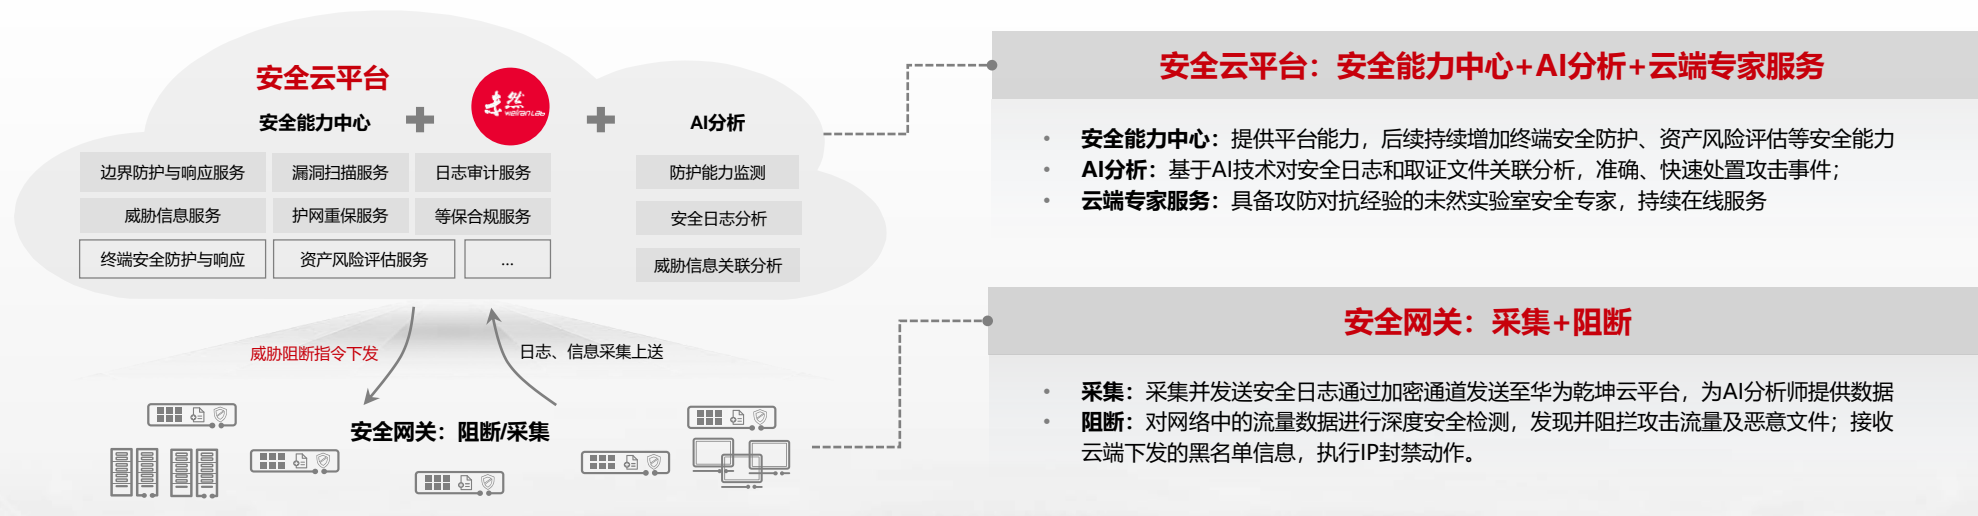 安全云平台
安全能力中心
未然
WeiRan Lab
AI分析
边界防护与响应服务
漏洞扫描服务
日志审计服务
威胁信息服务
护网重保服务
等保合规服务
终端安全防护与响应
资产风险评估服务
...
防护能力监测
安全日志分析
威胁信息关联分析
威胁阻断指令下发
日志、信息采集上送
安全网关：阻断/采集
安全云平台：安全能力中心+AI分析+云端专家服务
• 安全能力中心：提供平台能力，后续持续增加终端安全防护、资产风险评估等安全能力
• AI分析：基于AI技术对安全日志和取证文件关联分析，准确、快速处置攻击事件；
• 云端专家服务：具备攻防对抗经验的未然实验室安全专家，持续在线服务
安全网关：采集+阻断
• 采集：采集并发送安全日志通过加密通道发送至华为乾坤云平台，为AI分析师提供数据
• 阻断：对网络中的流量数据进行深度安全检测，发现并阻拦攻击流量及恶意文件；接收
云端下发的黑名单信息，执行IP封禁动作。